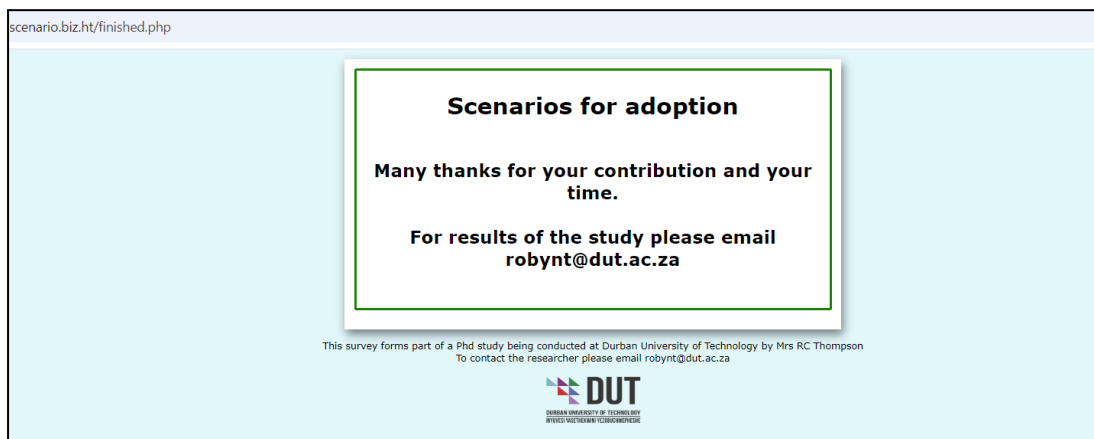 scenario.biz.ht/finished.php
Scenarios for adoption
Many thanks for your contribution and your
time.
For results of the study please email
robynt@dut.ac.za
This survey forms part of a Phd study being conducted at Durban University of Technology by Mrs RC Thompson
To contact the researcher please email robynt@dut.ac.za
DUT
DURBAN UNIVERSITY OF TECHNOLOGY
INYUVESI YASETHEKWINI YEZOBUCHWEPHESHE